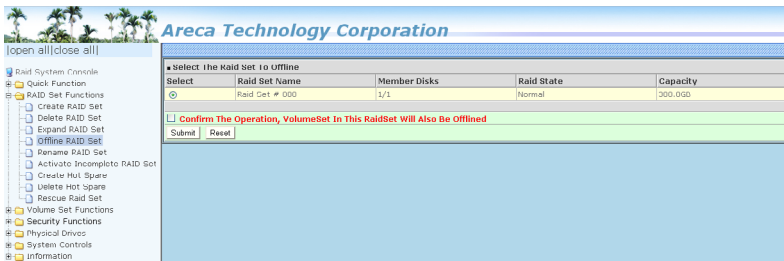 Areca Technology Corporation
|open all|close all|
Raid System Console
Quick Function
RAID Set Functions
Create RAID Set
Delete RAID Set
Expand RAID Set
Offline RAID Set
Rename RAID Set
Activate Incomplete RAID Set
Create Hot Spare
Delete Hot Spare
Rescue Raid Set
Volume Set Functions
Security Functions
Physical Drives
System Controls
Information
Select The Raid Set To Offline
Select Raid Set Name Member Disks Raid State Capacity
Raid Set # 000 1/1 Normal 300.0GB
Confirm The Operation, VolumeSet In This RaidSet Will Also Be Offlined
Submit Reset